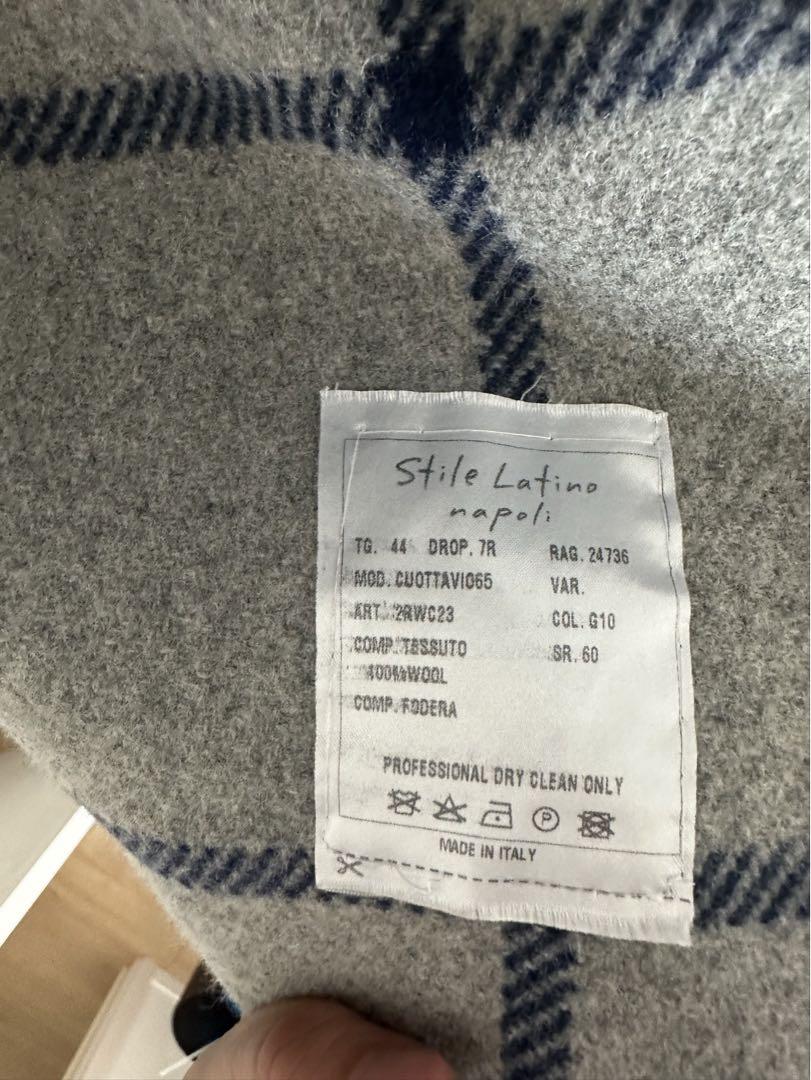 Stile Latino
napoli
TG. 44 DROP. 7R RAG. 24736
MOD. CUOTTAVIO65 VAR.
ART. 2RWC23 COL. G10
COMP. TESSUTO SR. 60
100%WOOL
COMP. FODERA
PROFESSIONAL DRY CLEAN ONLY
P
MADE IN ITALY